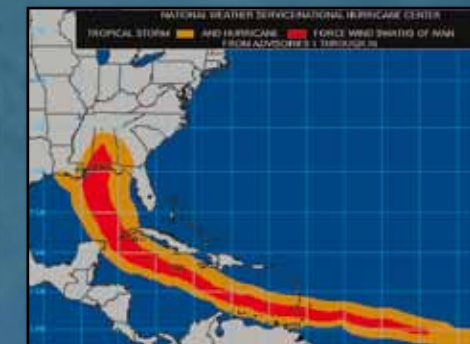 NATIONAL WEATHER SERVICE/NATIONAL HURRICANE CENTER
TROPICAL STORM AND HURRICANE FORCE WIND SWATHS OF
FROM ADVISORIES 1 THROUGH